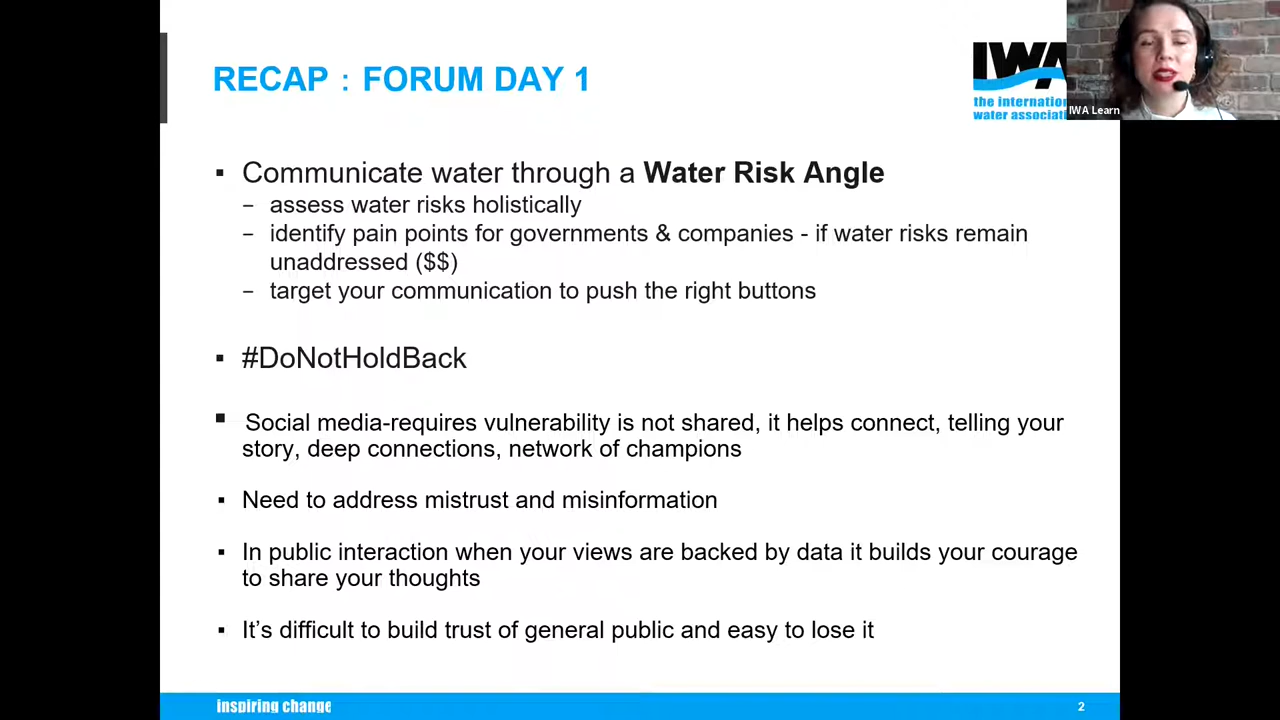 RECAP : FORUM DAY 1
IWA
the internation
water associati
IWA Learn
▪ Communicate water through a Water Risk Angle
– assess water risks holistically
– identify pain points for governments & companies - if water risks remain
unaddressed ($$)
– target your communication to push the right buttons
▪ #DoNotHoldBack
▪ Social media-requires vulnerability is not shared, it helps connect, telling your
story, deep connections, network of champions
▪ Need to address mistrust and misinformation
▪ In public interaction when your views are backed by data it builds your courage
to share your thoughts
▪ It’s difficult to build trust of general public and easy to lose it
inspiring change
2